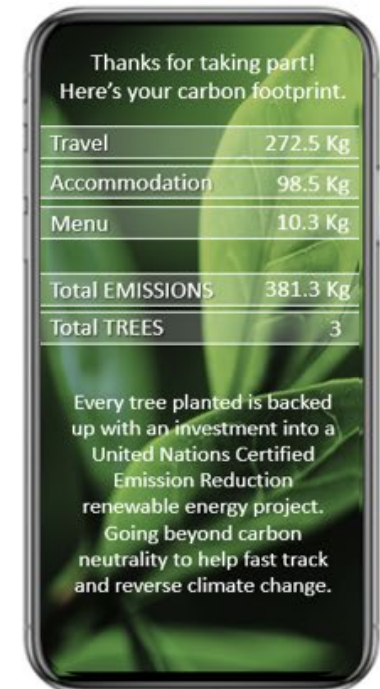 Thanks for taking part!
Here's your carbon footprint.
Travel 272.5 Kg
Accommodation 98.5 Kg
Menu 10.3 Kg
Total EMISSIONS 381.3 Kg
Total TREES 3
Every tree planted is backed
up with an investment into a
United Nations Certified
Emission Reduction
renewable energy project.
Going beyond carbon
neutrality to help fast track
and reverse climate change.